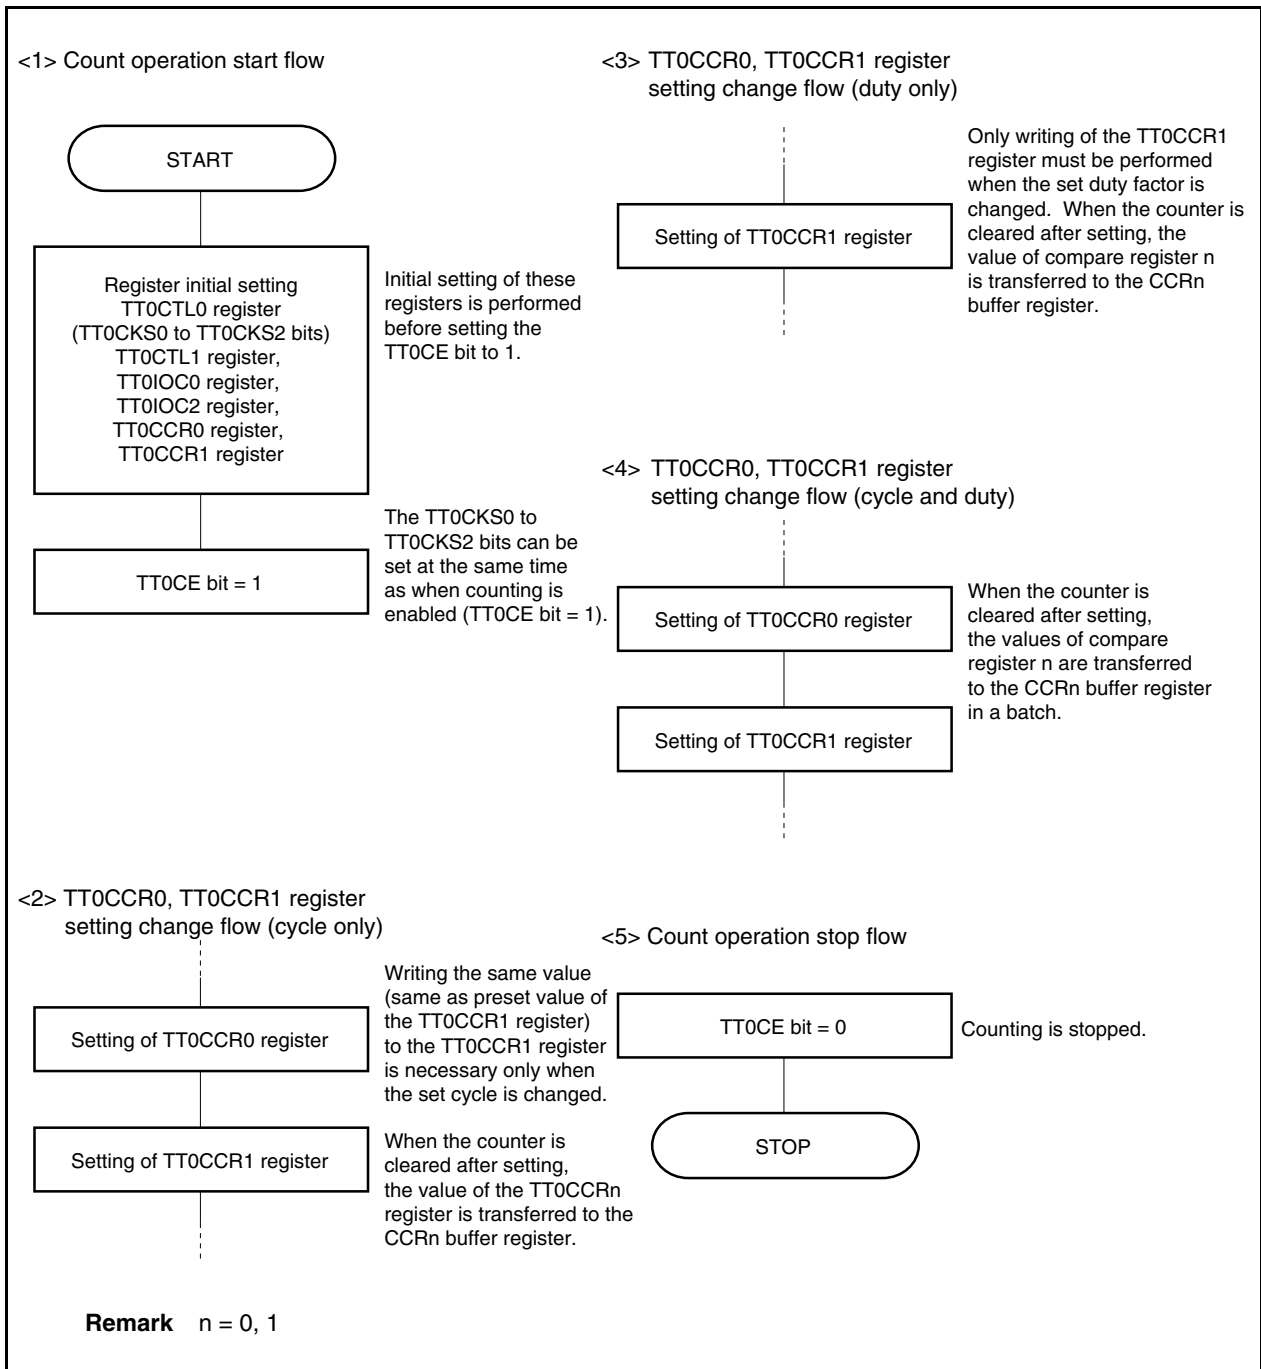 <1> Count operation start flow
START
Register initial setting
TT0CTL0 register
(TT0CKS0 to TT0CKS2 bits)
TT0CTL1 register,
TT0IOC0 register,
TT0IOC2 register,
TT0CCR0 register,
TT0CCR1 register
Initial setting of these
registers is performed
before setting the
TT0CE bit to 1.
TT0CE bit = 1
The TT0CKS0 to
TT0CKS2 bits can be
set at the same time
as when counting is
enabled (TT0CE bit = 1).
<2> TT0CCR0, TT0CCR1 register
setting change flow (cycle only)
Setting of TT0CCR0 register
Writing the same value
(same as preset value of
the TT0CCR1 register)
to the TT0CCR1 register
is necessary only when
the set cycle is changed.
Setting of TT0CCR1 register
When the counter is
cleared after setting,
the value of the TT0CCRn
register is transferred to the
CCRn buffer register.
<3> TT0CCR0, TT0CCR1 register
setting change flow (duty only)
Setting of TT0CCR1 register
Only writing of the TT0CCR1
register must be performed
when the set duty factor is
changed. When the counter is
cleared after setting, the
value of compare register n
is transferred to the CCRn
buffer register.
<4> TT0CCR0, TT0CCR1 register
setting change flow (cycle and duty)
Setting of TT0CCR0 register
When the counter is
cleared after setting,
the values of compare
register n are transferred
to the CCRn buffer register
in a batch.
Setting of TT0CCR1 register
<5> Count operation stop flow
TT0CE bit = 0
Counting is stopped.
STOP
Remark n = 0, 1